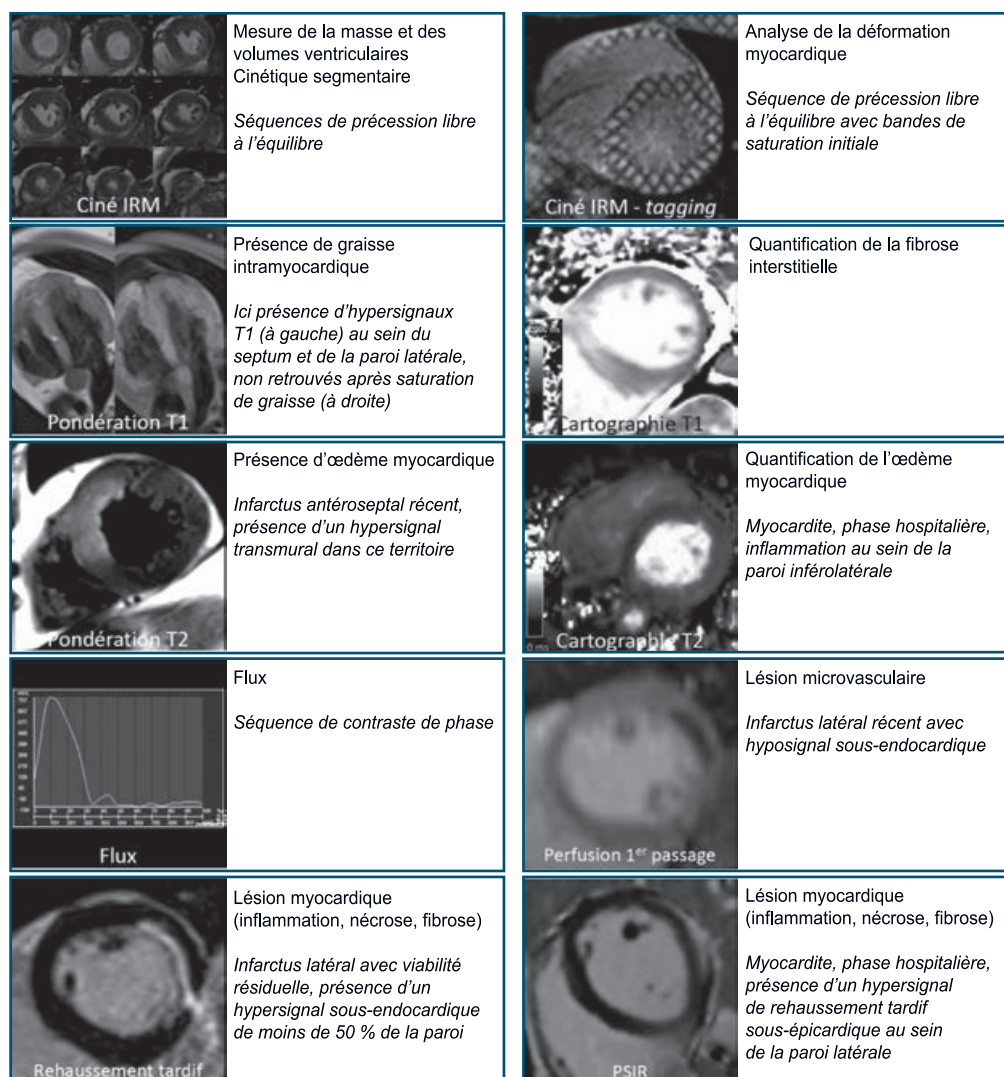 Ciné IRM
Mesure de la masse et des
volumes ventriculaires
Cinétique segmentaire
Séquences de précession libre
à l'équilibre
Ciné IRM - tagging
Analyse de la déformation
myocardique
Séquence de précession libre
à l'équilibre avec bandes de
saturation initiale
Pondération T1
Présence de graisse
intramyocardique
Ici présence d'hypersignaux
T1 (à gauche) au sein du
septum et de la paroi latérale,
non retrouvés après saturation
de graisse (à droite)
Cartographie T1
Quantification de la fibrose
interstitielle
Pondération T2
Présence d'œdème myocardique
Infarctus antéroseptal récent,
présence d'un hypersignal
transmural dans ce territoire
Cartographie T2
0 ms
Quantification de l'œdème
myocardique
Myocardite, phase hospitalière,
inflammation au sein de la
paroi inférolatérale
Flux
Flux
Séquence de contraste de phase
Perfusion 1er passage
Lésion microvasculaire
Infarctus latéral récent avec
hyposignal sous-endocardique
Rehaussement tardif
Lésion myocardique
(inflammation, nécrose, fibrose)
Infarctus latéral avec viabilité
résiduelle, présence d'un
hypersignal sous-endocardique
de moins de 50 % de la paroi
PSIR
Lésion myocardique
(inflammation, nécrose, fibrose)
Myocardite, phase hospitalière,
présence d'un hypersignal
de rehaussement tardif
sous-épicardique au sein
de la paroi latérale